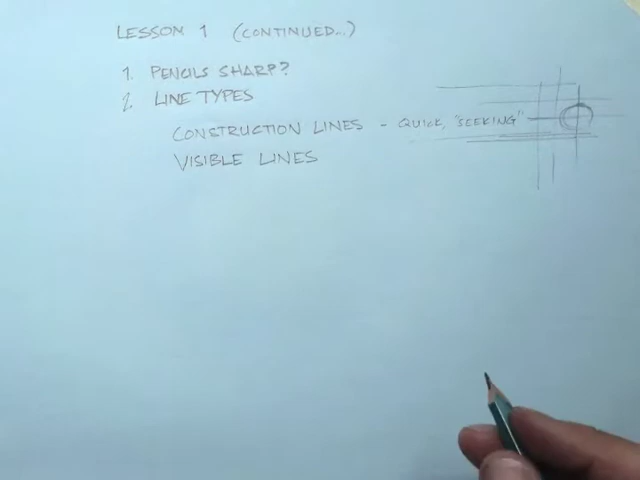 LESSON 1 (CONTINUED...)
1. PENCILS SHARP?
2. LINE TYPES
CONSTRUCTION LINES - QUICK, "SEEKING"
VISIBLE LINES